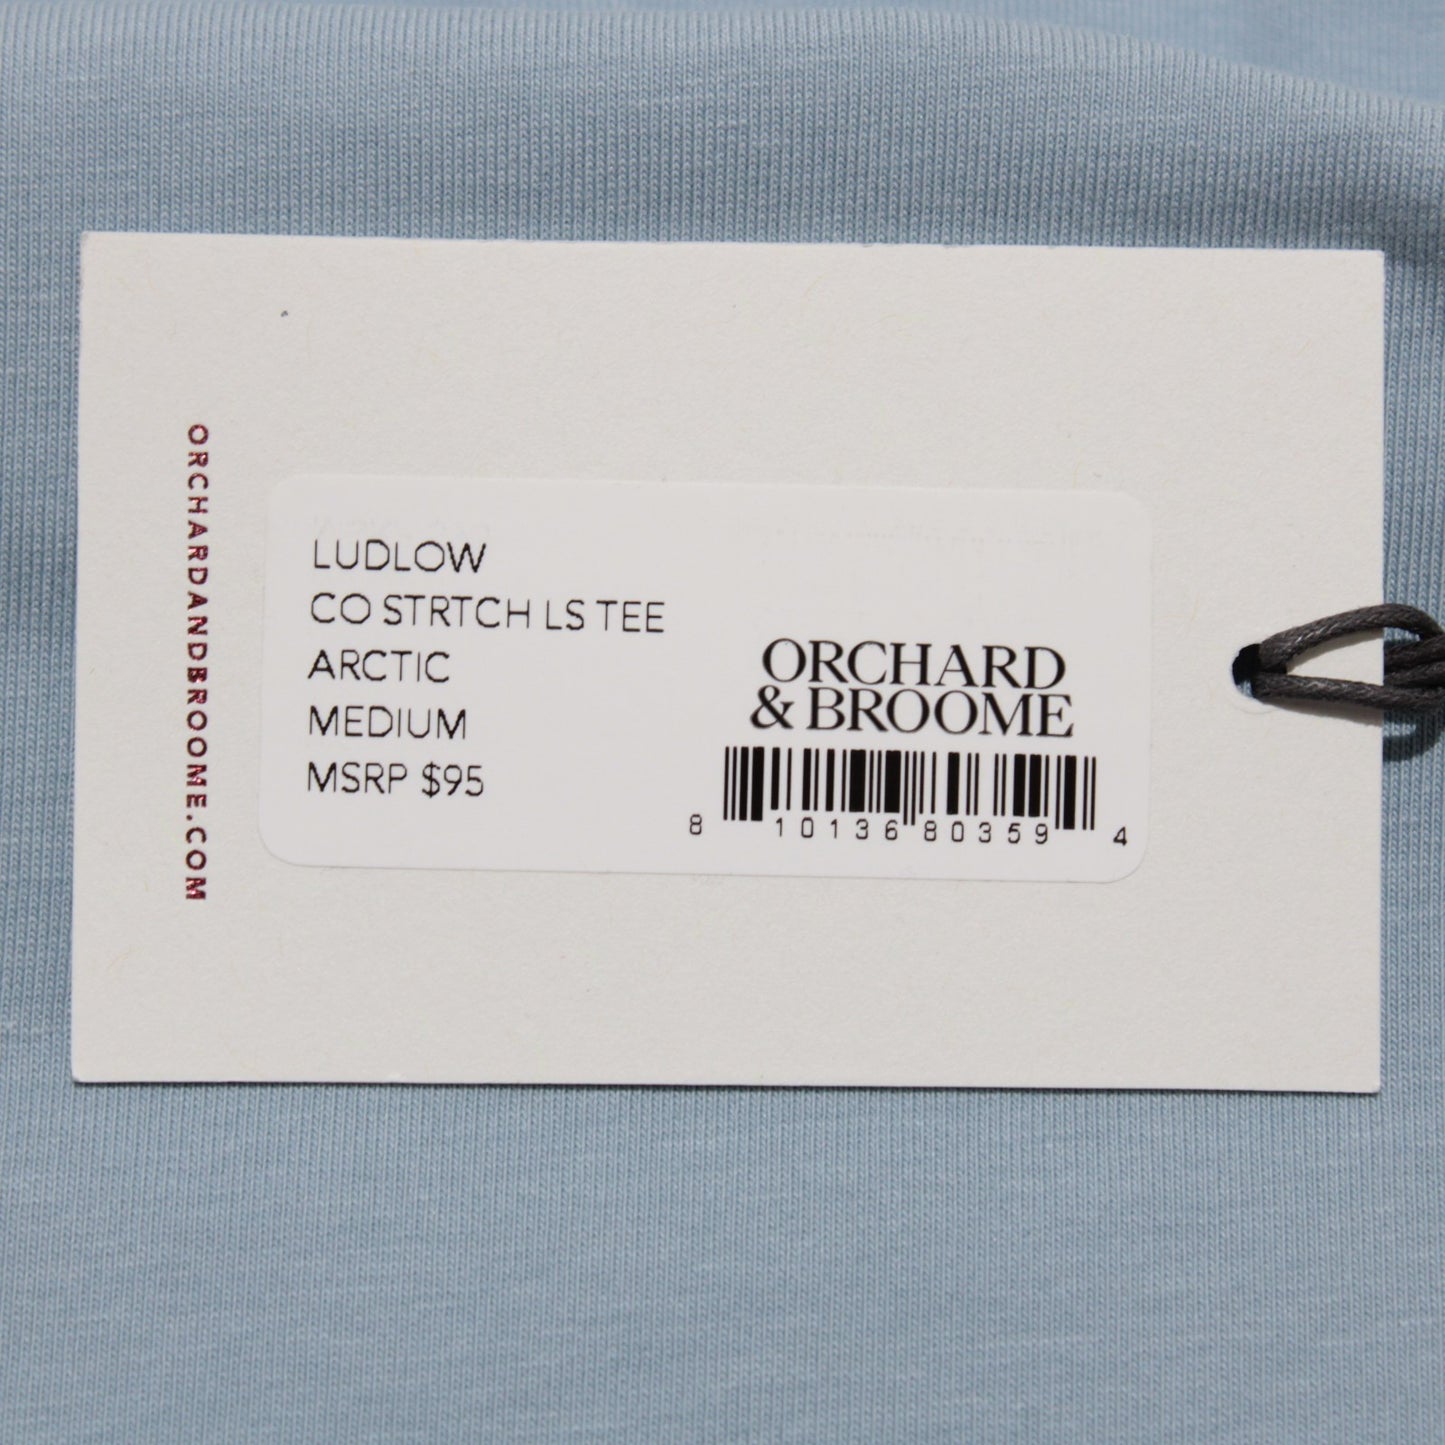 ORCHARDANDBROOME.COM
LUDLOW
CO STRTCH LS TEE
ARCTIC
MEDIUM
MSRP $95
ORCHARD
& BROOME
8 10136 80359 4